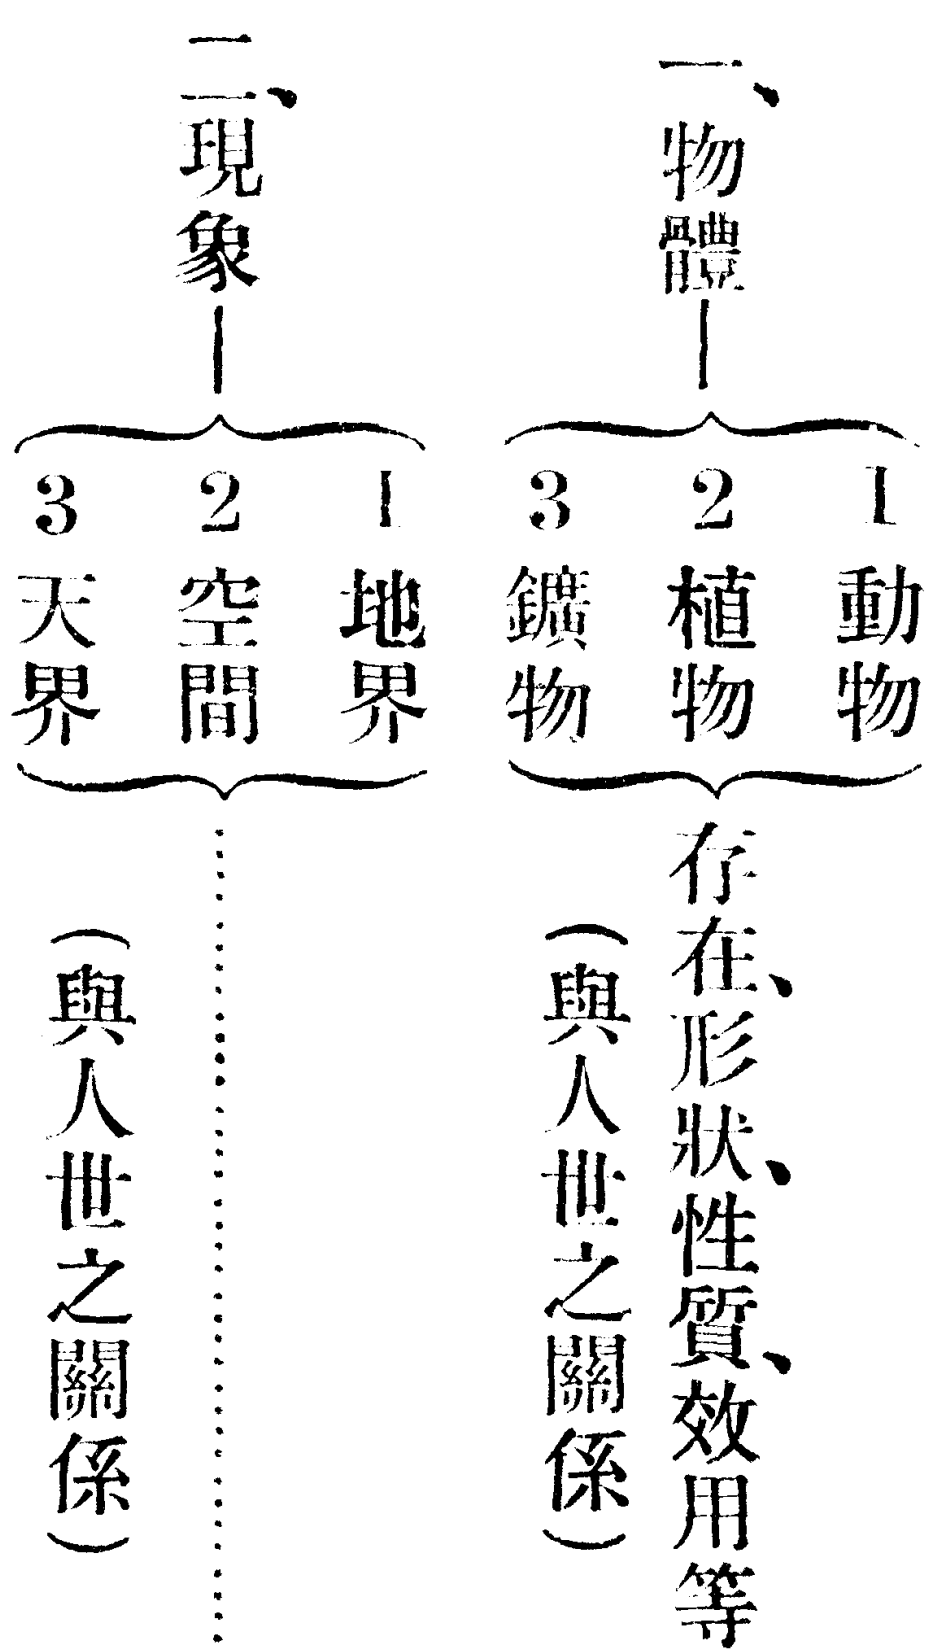 一、物體
1 動物
2 植物
3 鑛物
存在、形狀、性質、效用等
(與人世之關係)
二、現象
1 地界
2 空間
3 天界
(與人世之關係)